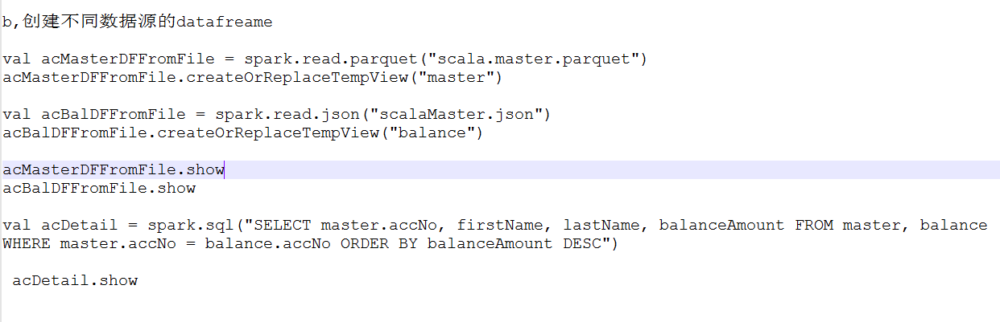 b,创建不同数据源的datafreame
val acMasterDFFromFile = spark.read.parquet("scala.master.parquet")
acMasterDFFromFile.createOrReplaceTempView("master")
val acBalDFFromFile = spark.read.json("scalaMaster.json")
acBalDFFromFile.createOrReplaceTempView("balance")
acMasterDFFromFile.show
acBalDFFromFile.show
val acDetail = spark.sql("SELECT master.accNo, firstName, lastName, balanceAmount FROM master, balance
WHERE master.accNo = balance.accNo ORDER BY balanceAmount DESC")
acDetail.show